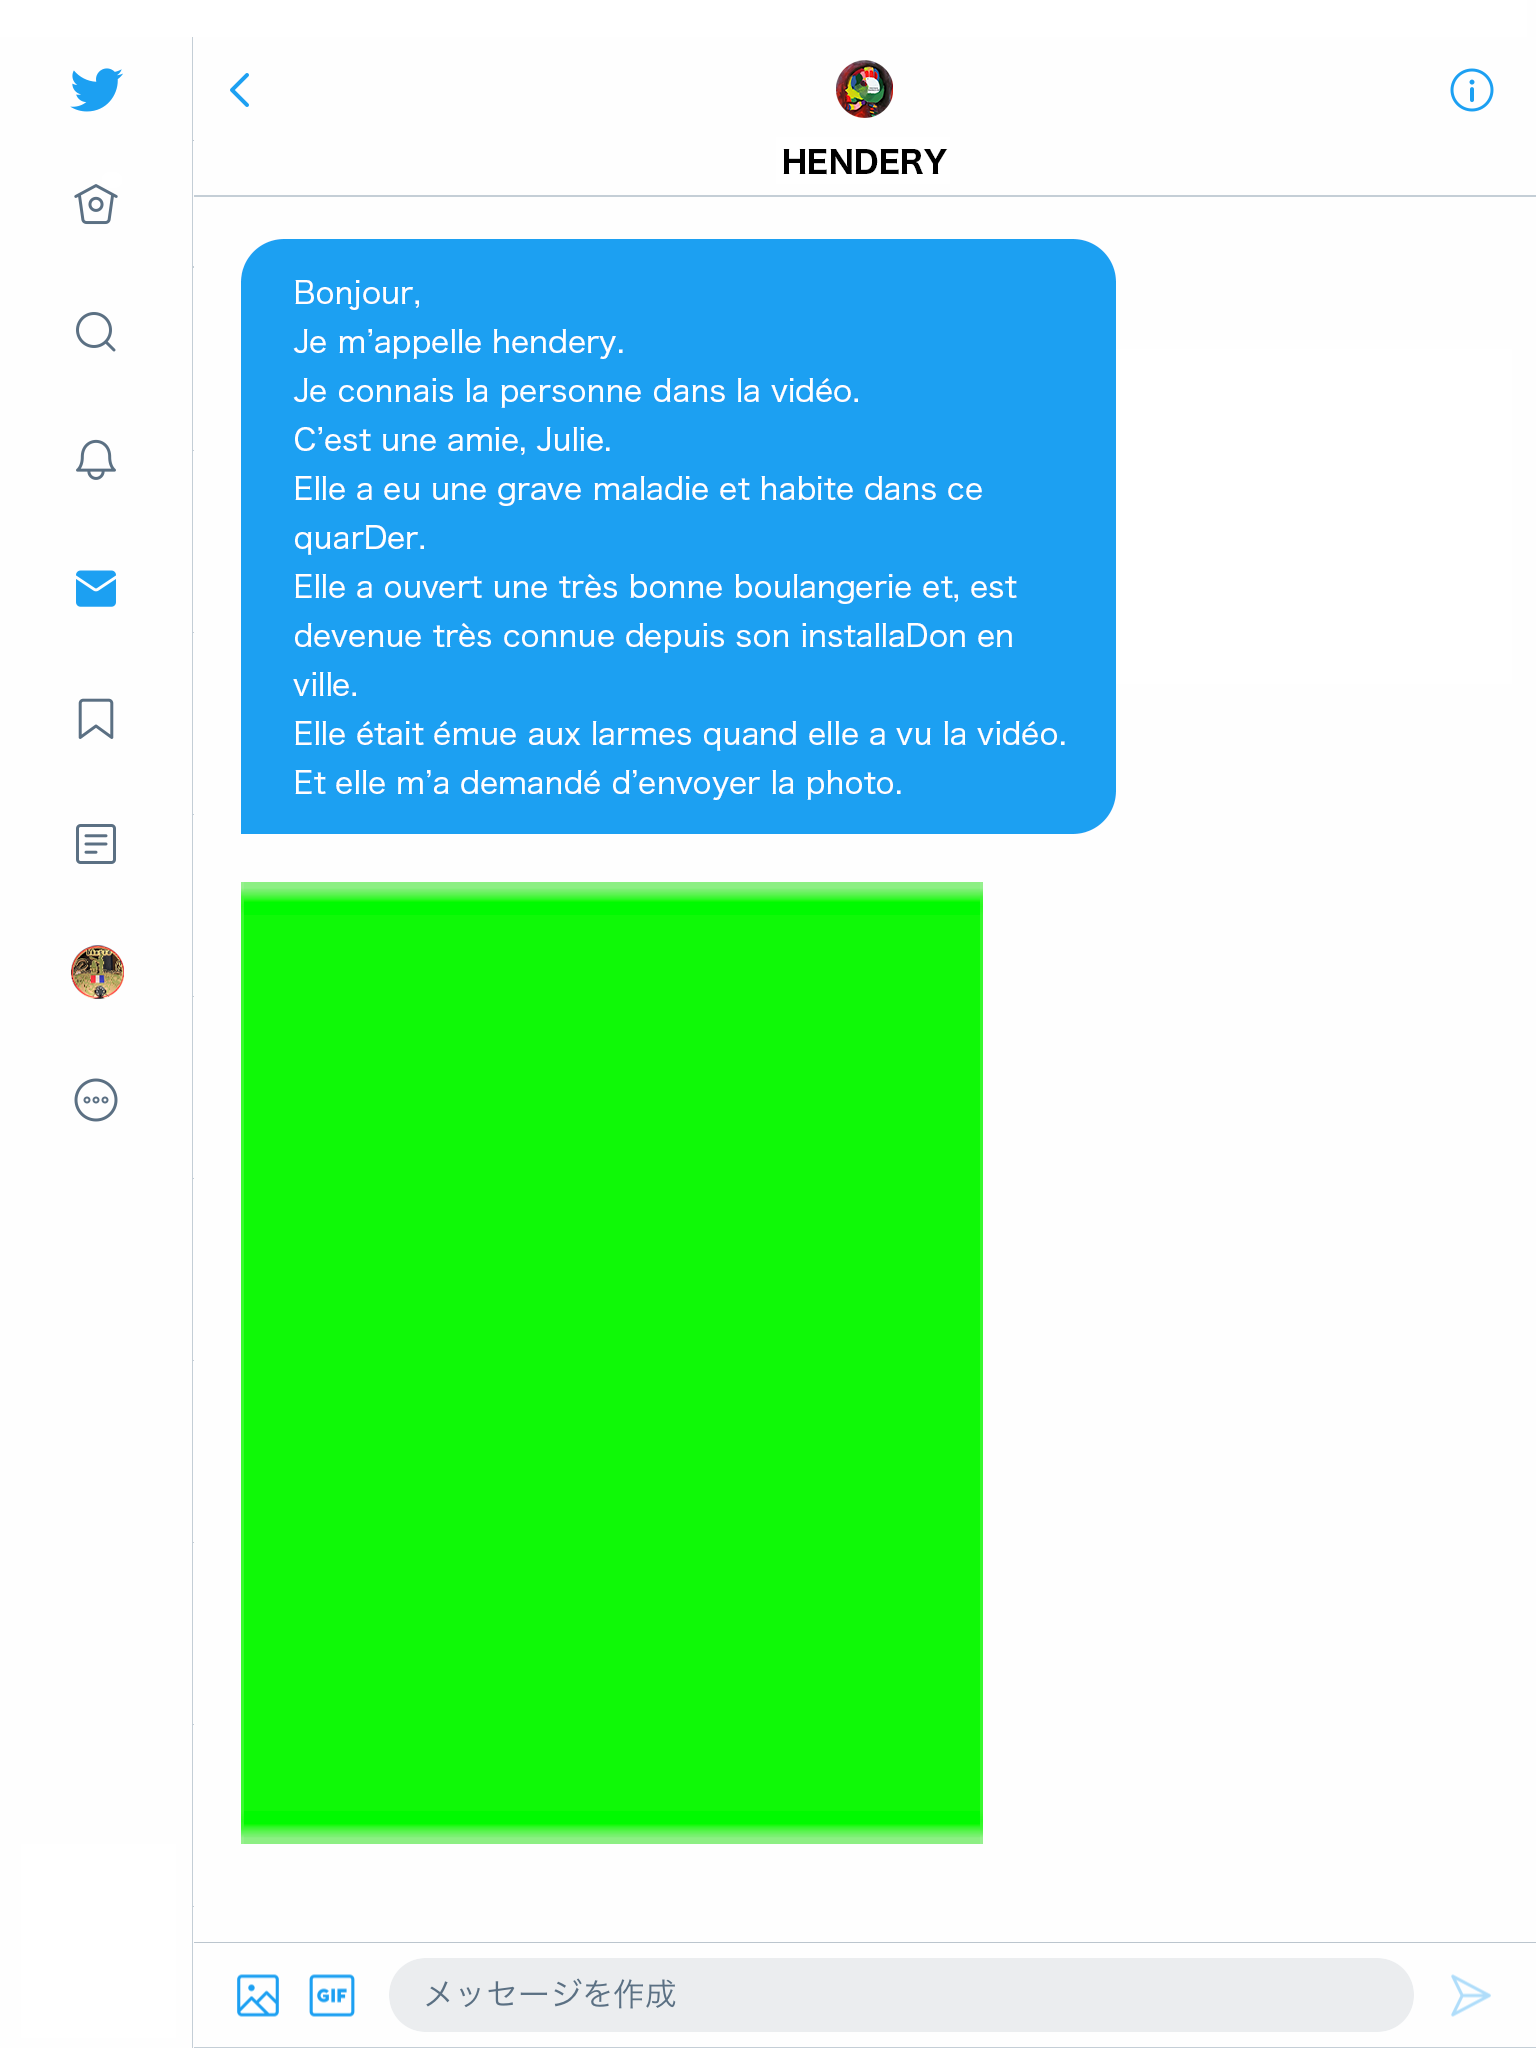 HENDERY
Bonjour,
Je m’appelle hendery.
Je connais la personne dans la vidéo.
C’est une amie, Julie.
Elle a eu une grave maladie et habite dans ce
quarDer.
Elle a ouvert une très bonne boulangerie et, est
devenue très connue depuis son installaDon en
ville.
Elle était émue aux larmes quand elle a vu la vidéo.
Et elle m’a demandé d’envoyer la photo.
GIF
メッセージを作成